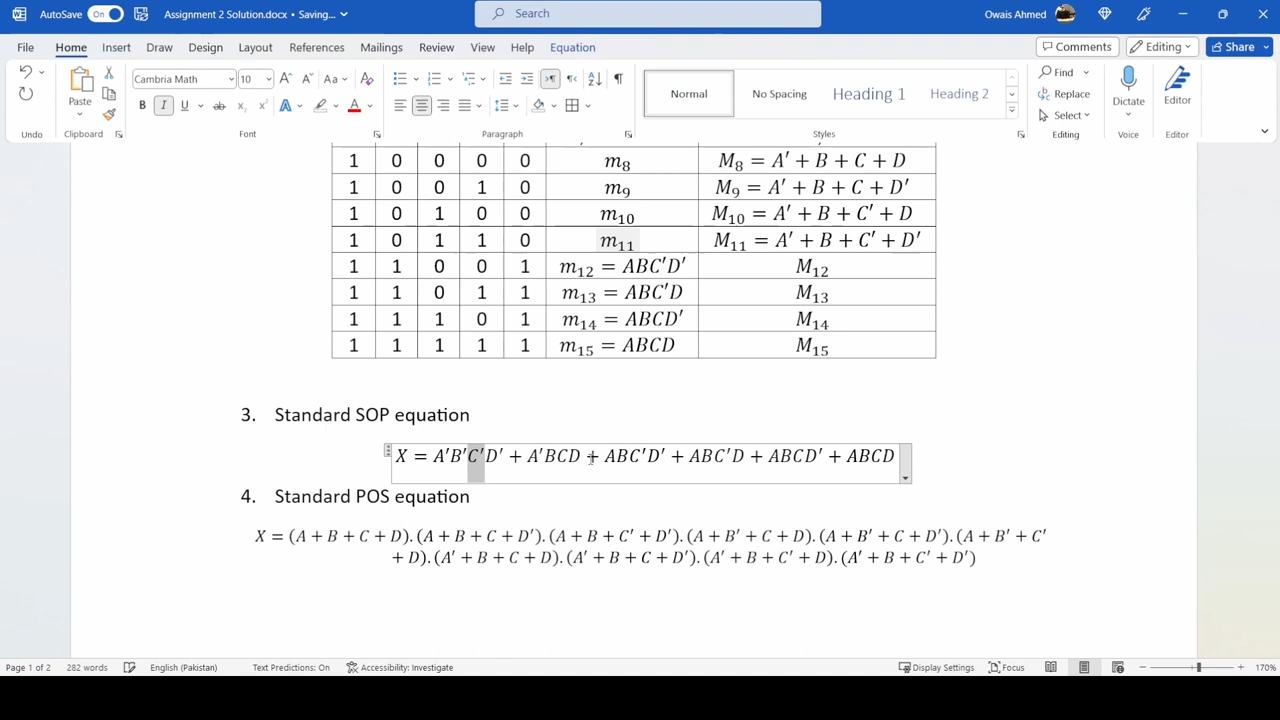 AutoSave On Assignment 2 Solution.docx • Saving... Search Owais Ahmed
File Home Insert Draw Design Layout References Mailings Review View Help Equation Comments Editing Share
Undo
Paste
Clipboard
Cambria Math 10 A A Aa A
B I U ab x₂ x² A A
Font
Paragraph
Normal No Spacing Heading 1 Heading 2
Styles
Find
Replace
Select
Editing
Dictate
Voice
Editor
Editor
1 0 0 0 0 m₈ M₈ = A′ + B + C + D
1 0 0 1 0 m₉ M₉ = A′ + B + C + D′
1 0 1 0 0 m₁₀ M₁₀ = A′ + B + C′ + D
1 0 1 1 0 m₁₁ M₁₁ = A′ + B + C′ + D′
1 1 0 0 1 m₁₂ = ABC′D′ M₁₂
1 1 0 1 1 m₁₃ = ABC′D M₁₃
1 1 1 0 1 m₁₄ = ABCD′ M₁₄
1 1 1 1 1 m₁₅ = ABCD M₁₅
3. Standard SOP equation
X = A′B′C′D′ + A′BCD + ABC′D′ + ABC′D + ABCD′ + ABCD
4. Standard POS equation
X = (A + B + C + D). (A + B + C + D′). (A + B + C′ + D′). (A + B′ + C + D). (A + B′ + C + D′). (A + B′ + C′
+ D). (A′ + B + C + D). (A′ + B + C + D′). (A′ + B + C′ + D). (A′ + B + C′ + D′)
Page 1 of 2 282 words English (Pakistan) Text Predictions: On Accessibility: Investigate Display Settings Focus 170%